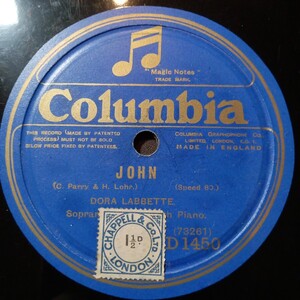 "Magic Notes"
TRADE MARK.
Columbia
THIS RECORD (MADE BY PATENTED
PROCESS) MUST NOT BE SOLD
BELOW PRICE FIXED BY PATENTEES.
COLUMBIA GRAPHOPHONE CO.
LIMITED, LONDON, E.C.1.
MADE IN ENGLAND
JOHN
(C. Parry & H. Lohr.) (Speed 80.)
DORA LABBETTE,
Sopran
n Piano.
(73261)
D 1450
CHAPPELL & CO LTD
1½D
LONDON